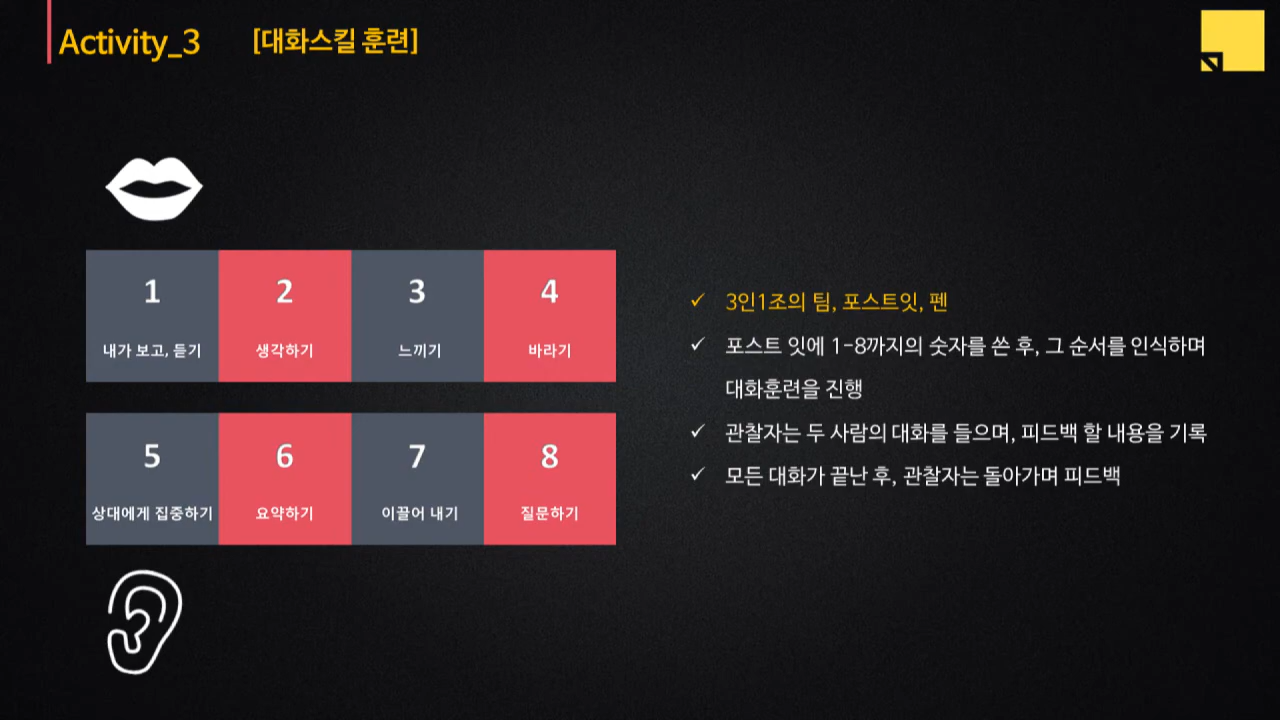 Activity_3 [대화스킬 훈련]
1 2 3 4
내가 보고, 듣기 생각하기 느끼기 바라기
5 6 7 8
상대에게 집중하기 요약하기 이끌어 내기 질문하기
✓ 3인1조의 팀, 포스트잇, 펜
✓ 포스트 잇에 1-8까지의 숫자를 쓴 후, 그 순서를 인식하며
대화훈련을 진행
✓ 관찰자는 두 사람의 대화를 들으며, 피드백 할 내용을 기록
✓ 모든 대화가 끝난 후, 관찰자는 돌아가며 피드백